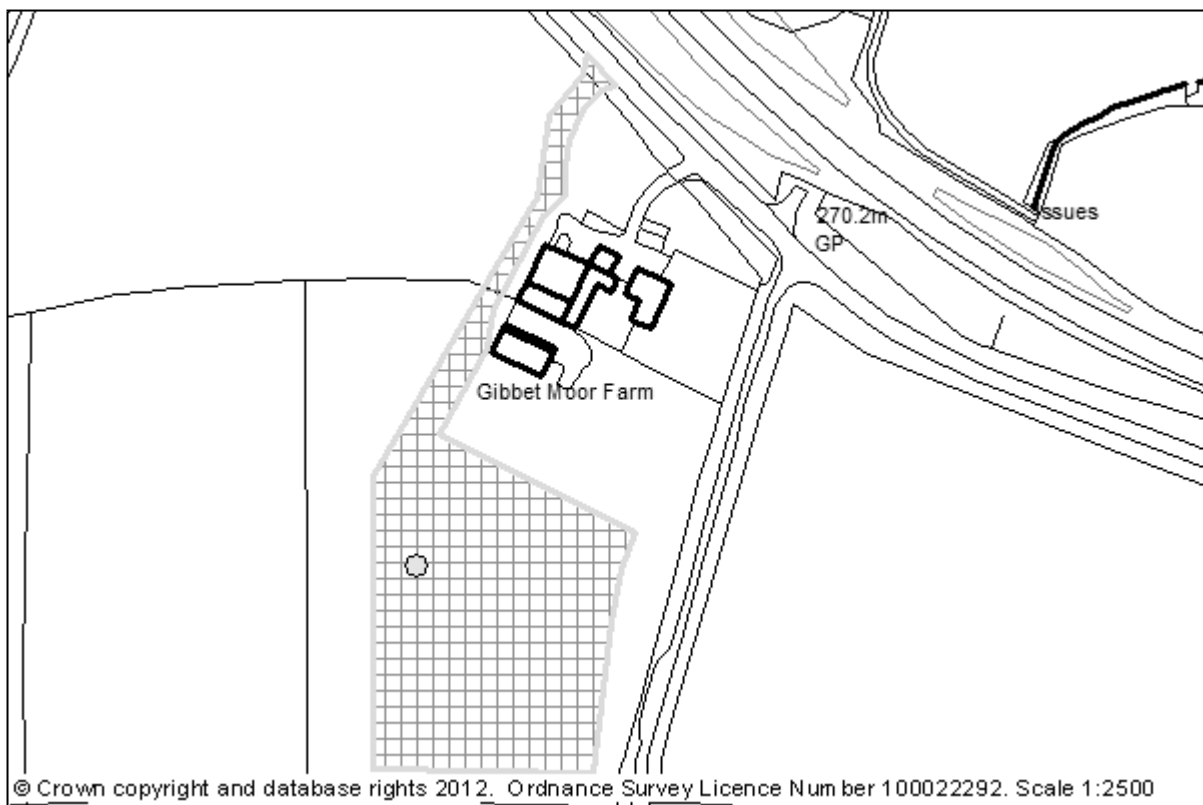 270.2m
GP
ssues
Gibbet Moor Farm
© Crown copyright and database rights 2012. Ordnance Survey Licence Number 100022292. Scale 1:2500